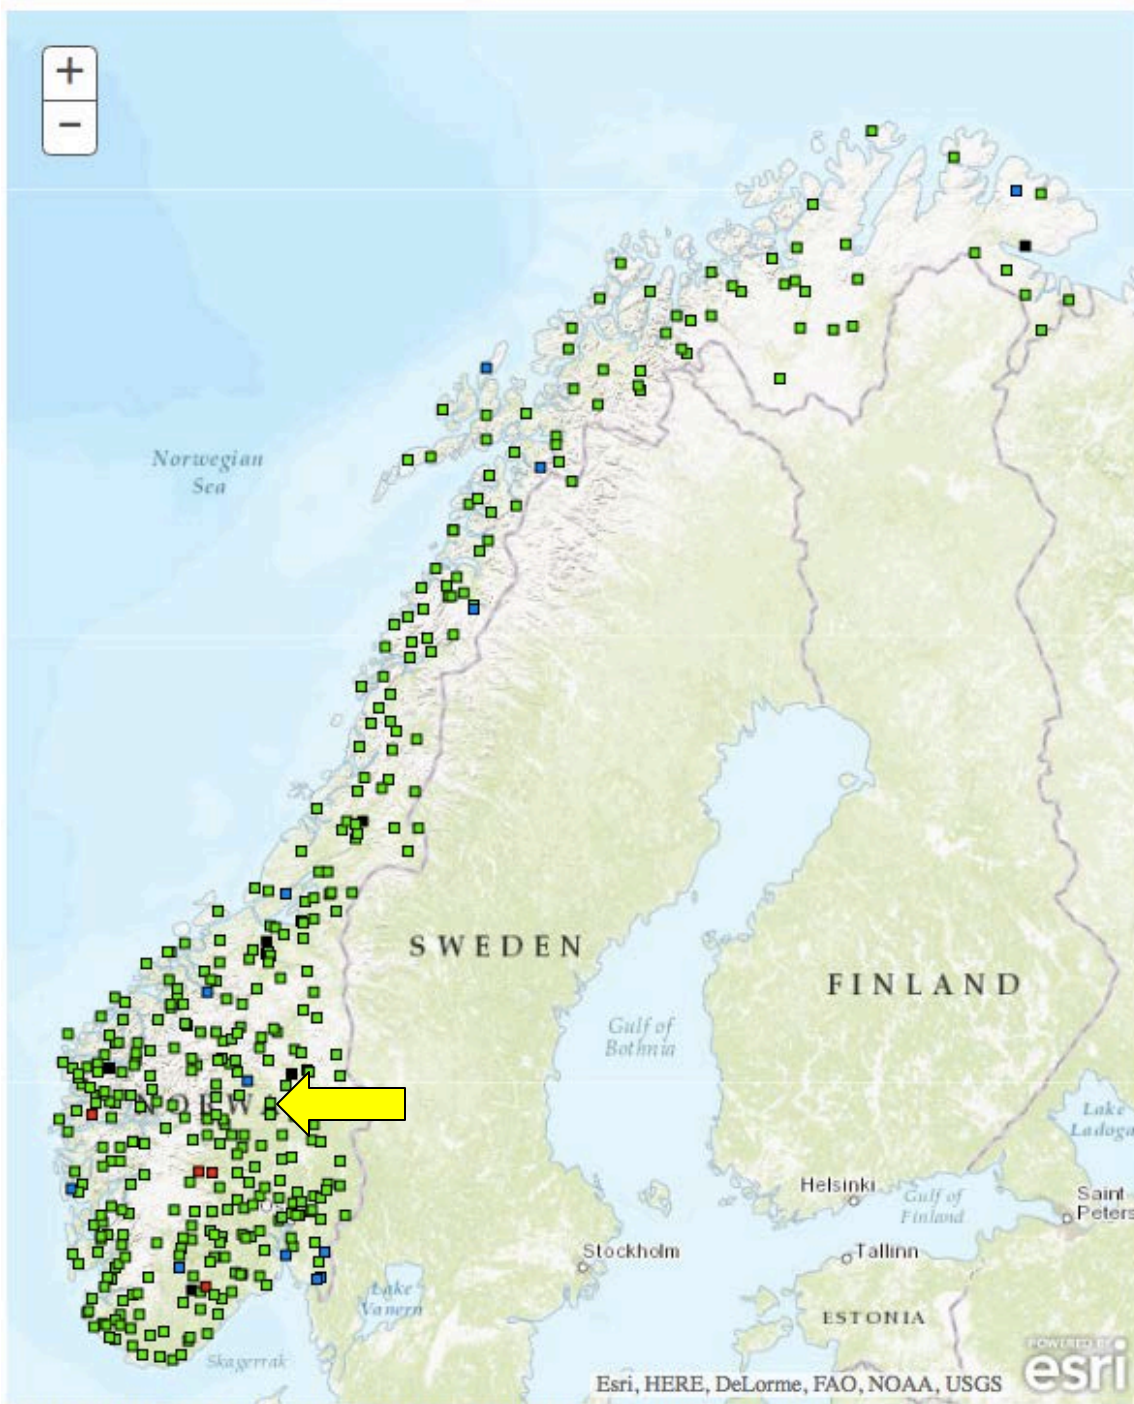 +
−
Norwegian
Sea
SWEDEN
FINLAND
Gulf of
Bothnia
NORWA
Lake
Ladoga
Helsinki
Gulf of
Finland
Saint
Peters
Stockholm
Tallinn
Lake
Vanern
ESTONIA
Skagerrak
POWERED BY
esri
Esri, HERE, DeLorme, FAO, NOAA, USGS